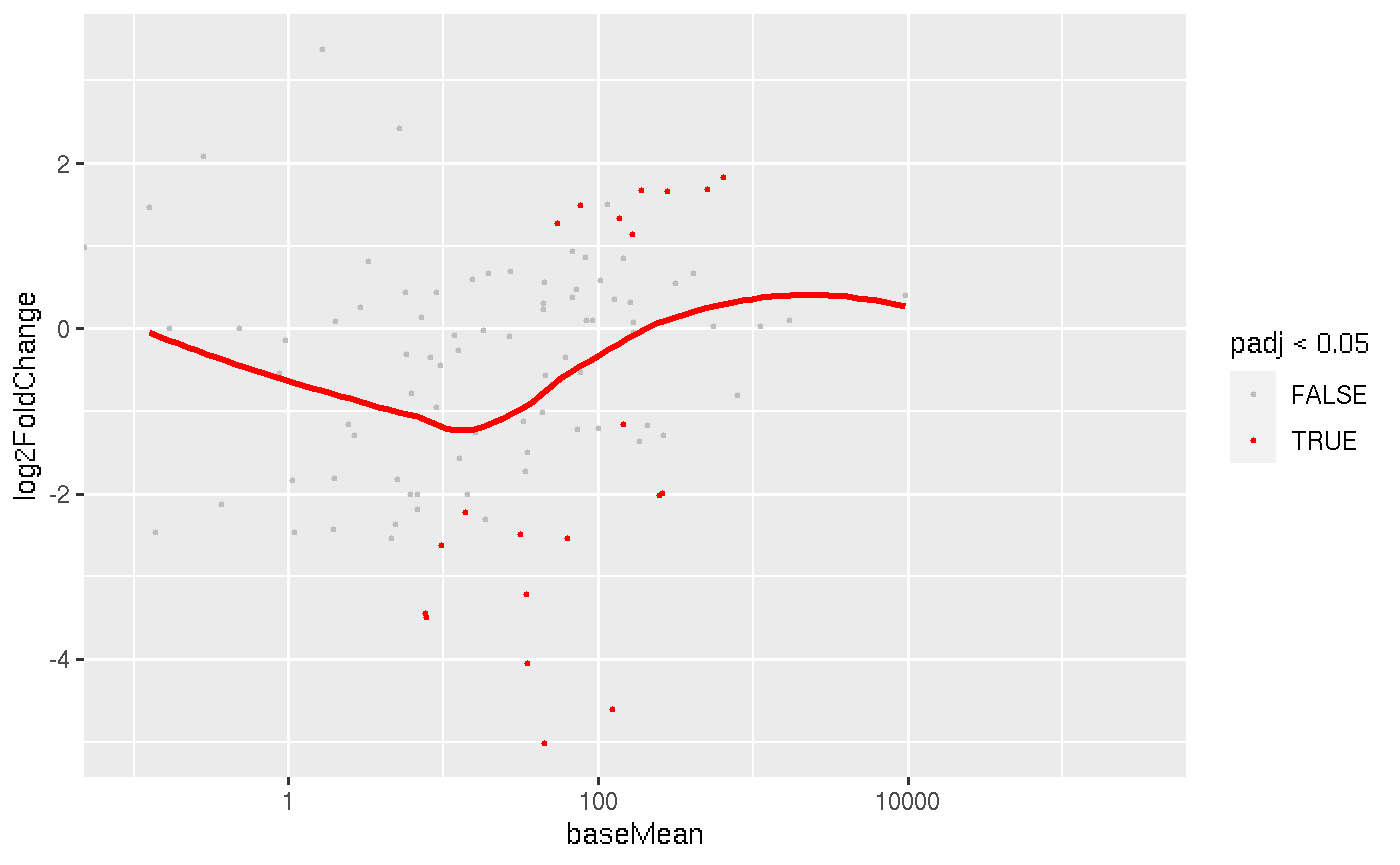 2
0
-2
-4
log2FoldChange
1
100
10000
baseMean
padj < 0.05
FALSE
TRUE